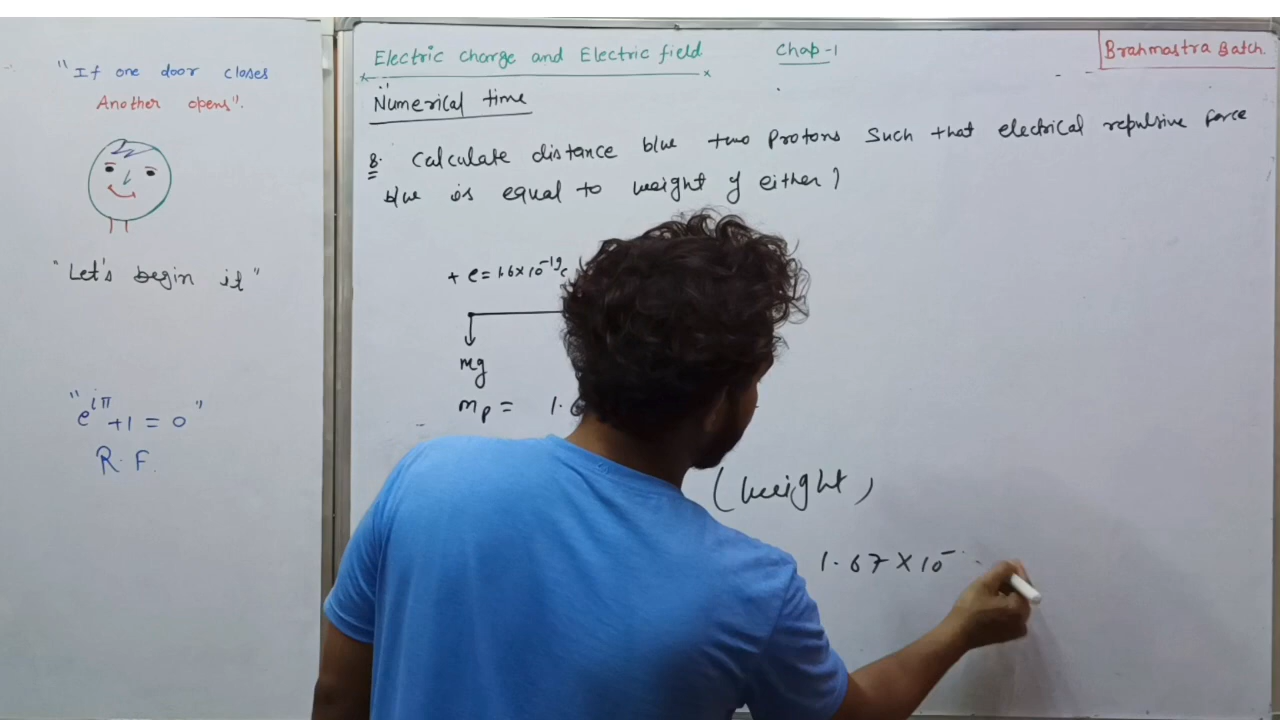 "If one door closes
Another opens".
"Let's begin it"
"e^iπ +1 = 0"
R. F.
Electric charge and Electric field
Chap-1
Brahmastra Batch.
Numerical time
8. Calculate distance b/w two protons such that electrical repulsive force
b/w is equal to weight of either?
+ e = 1.6 × 10^-19 c
mg
mp = 1.6
(weight)
1.67 × 10^-